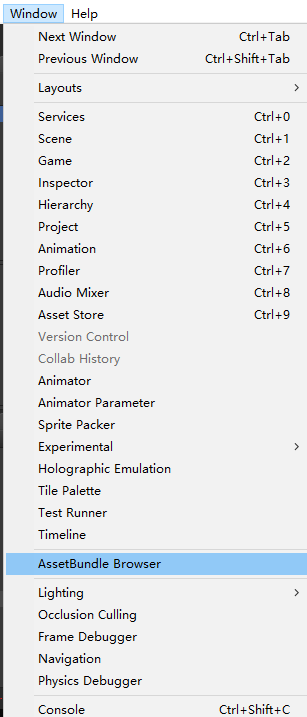 Window Help
Next Window Ctrl+Tab
Previous Window Ctrl+Shift+Tab
Layouts
Services Ctrl+0
Scene Ctrl+1
Game Ctrl+2
Inspector Ctrl+3
Hierarchy Ctrl+4
Project Ctrl+5
Animation Ctrl+6
Profiler Ctrl+7
Audio Mixer Ctrl+8
Asset Store Ctrl+9
Version Control
Collab History
Animator
Animator Parameter
Sprite Packer
Experimental
Holographic Emulation
Tile Palette
Test Runner
Timeline
AssetBundle Browser
Lighting
Occlusion Culling
Frame Debugger
Navigation
Physics Debugger
Console Ctrl+Shift+C